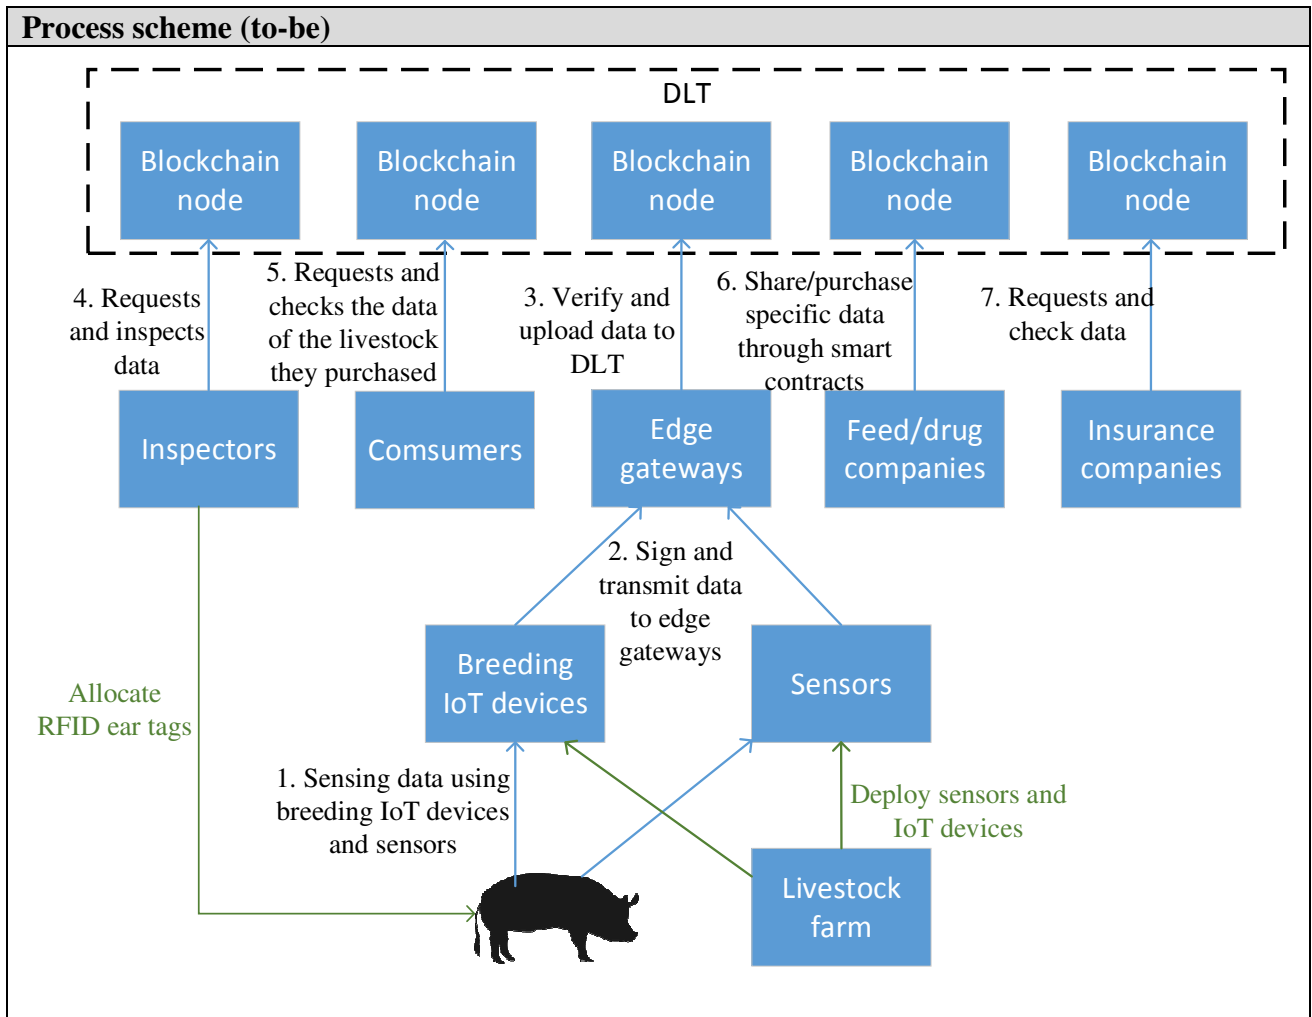 Process scheme (to-be)
DLT
Blockchain
node
Blockchain
node
Blockchain
node
Blockchain
node
Blockchain
node
4. Requests
and inspects
data
5. Requests and
checks the data
of the livestock
they purchased
3. Verify and
upload data to
DLT
6. Share/purchase
specific data
through smart
contracts
7. Requests and
check data
Inspectors
Comsumers
Edge
gateways
Feed/drug
companies
Insurance
companies
2. Sign and
transmit data
to edge
gateways
Breeding
IoT devices
Sensors
Allocate
RFID ear tags
1. Sensing data using
breeding IoT devices
and sensors
Deploy sensors and
IoT devices
Livestock
farm